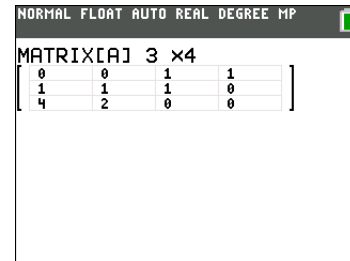 NORMAL FLOAT AUTO REAL DEGREE MP
MATRIX[A] 3 ×4
0 0 1 1
1 1 1 0
4 2 0 0